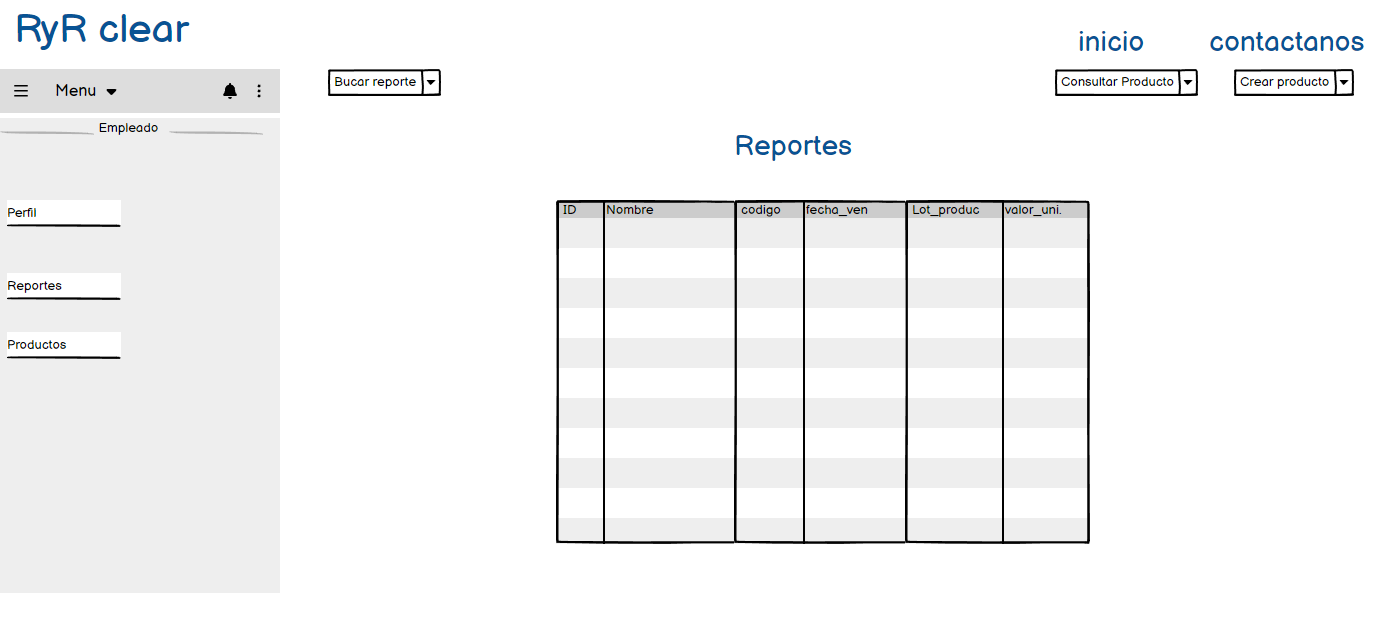 RyR clear
inicio
contactanos
Menu
Bucar reporte
Consultar Producto
Crear producto
Empleado
Reportes
Perfil
Reportes
Productos
ID Nombre codigo fecha_ven Lot_produc valor_uni.